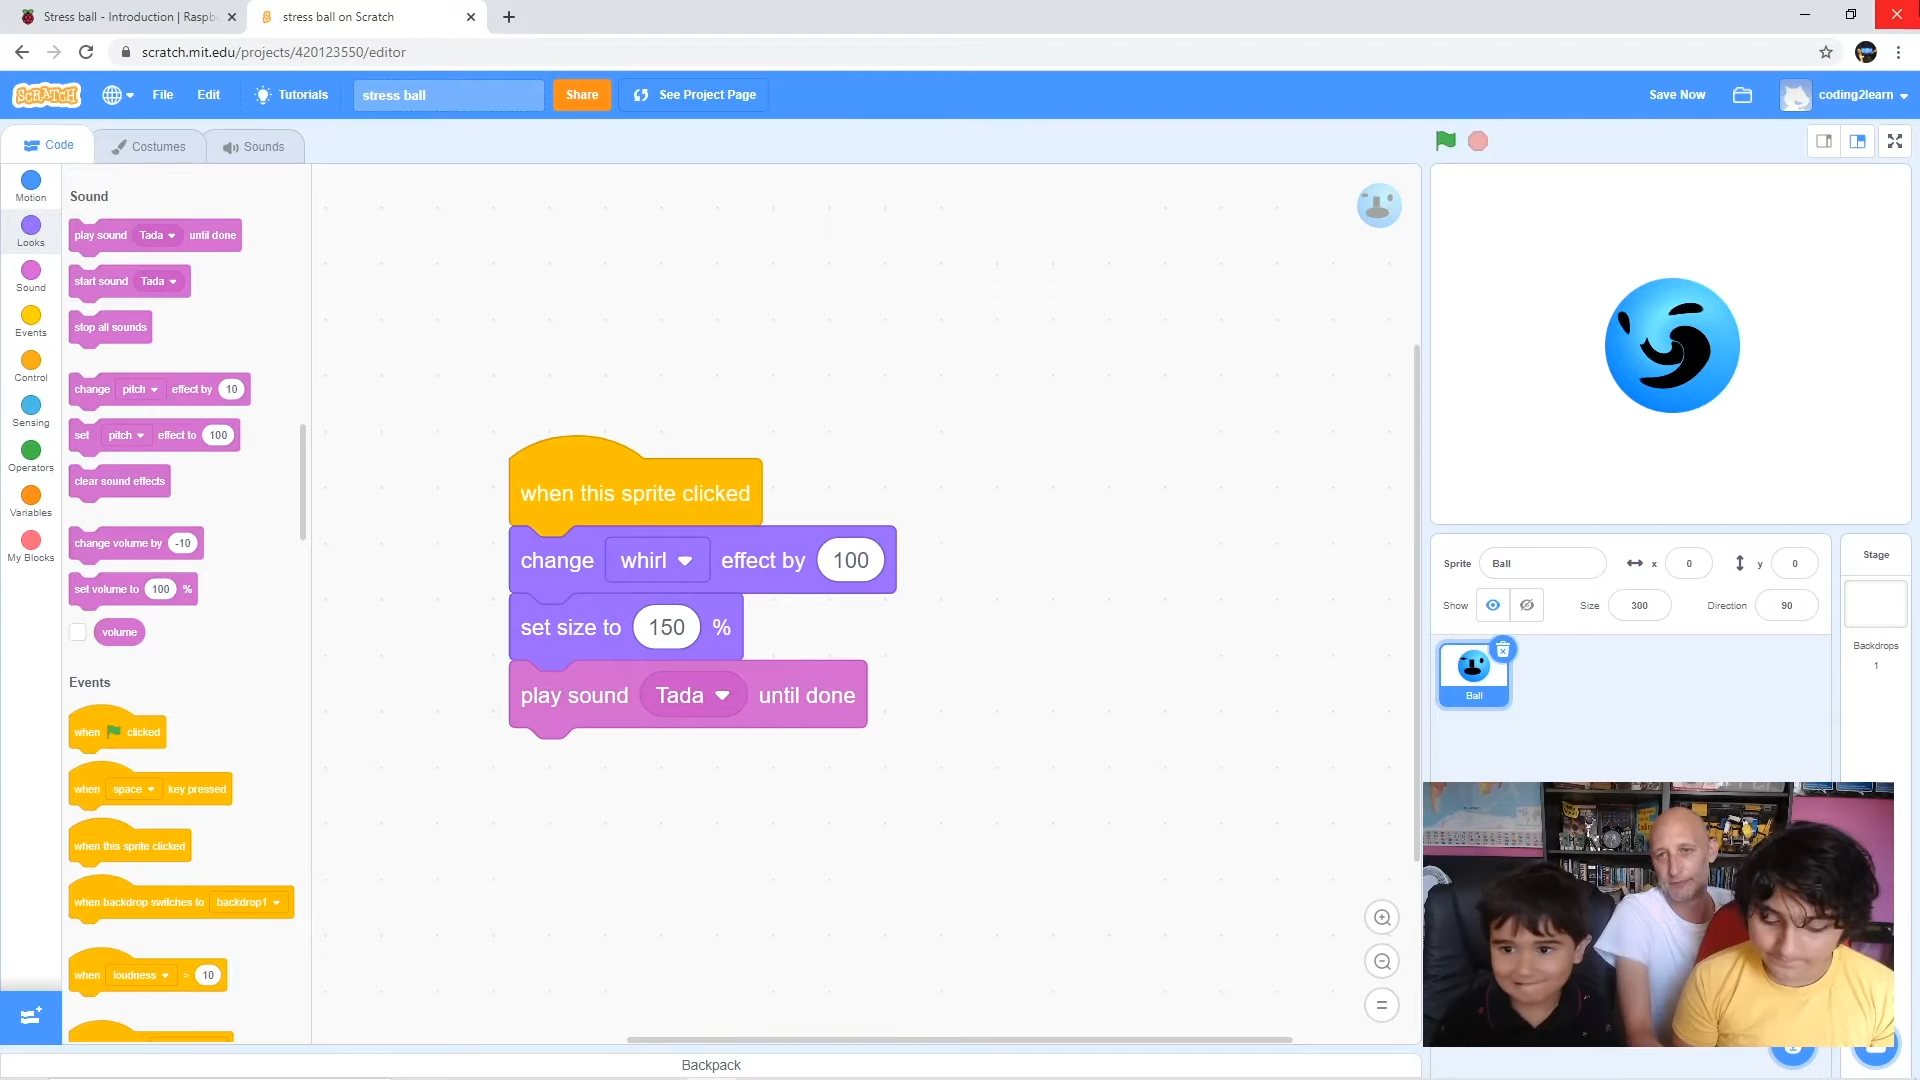 Stress ball - Introduction | Raspb
stress ball on Scratch
scratch.mit.edu/projects/420123550/editor
SCRATCH
File
Edit
Tutorials
stress ball
Share
See Project Page
Save Now
coding2learn
Code
Costumes
Sounds
Motion
Looks
Sound
Events
Control
Sensing
Operators
Variables
My Blocks
Sound
play sound Tada until done
start sound Tada
stop all sounds
change pitch effect by 10
set pitch effect to 100
clear sound effects
change volume by -10
set volume to 100 %
volume
Events
when clicked
when space key pressed
when this sprite clicked
when backdrop switches to backdrop1
when loudness > 10
when this sprite clicked
change whirl effect by 100
set size to 150 %
play sound Tada until done
Sprite Ball x 0 y 0
Show Size 300 Direction 90
Ball
Stage
Backdrops
1
Backpack